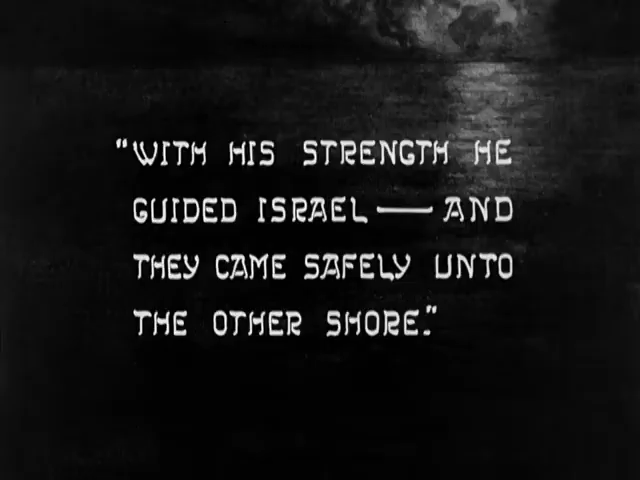 "WITH HIS STRENGTH HE
GUIDED ISRAEL — AND
THEY CAME SAFELY UNTO
THE OTHER SHORE."